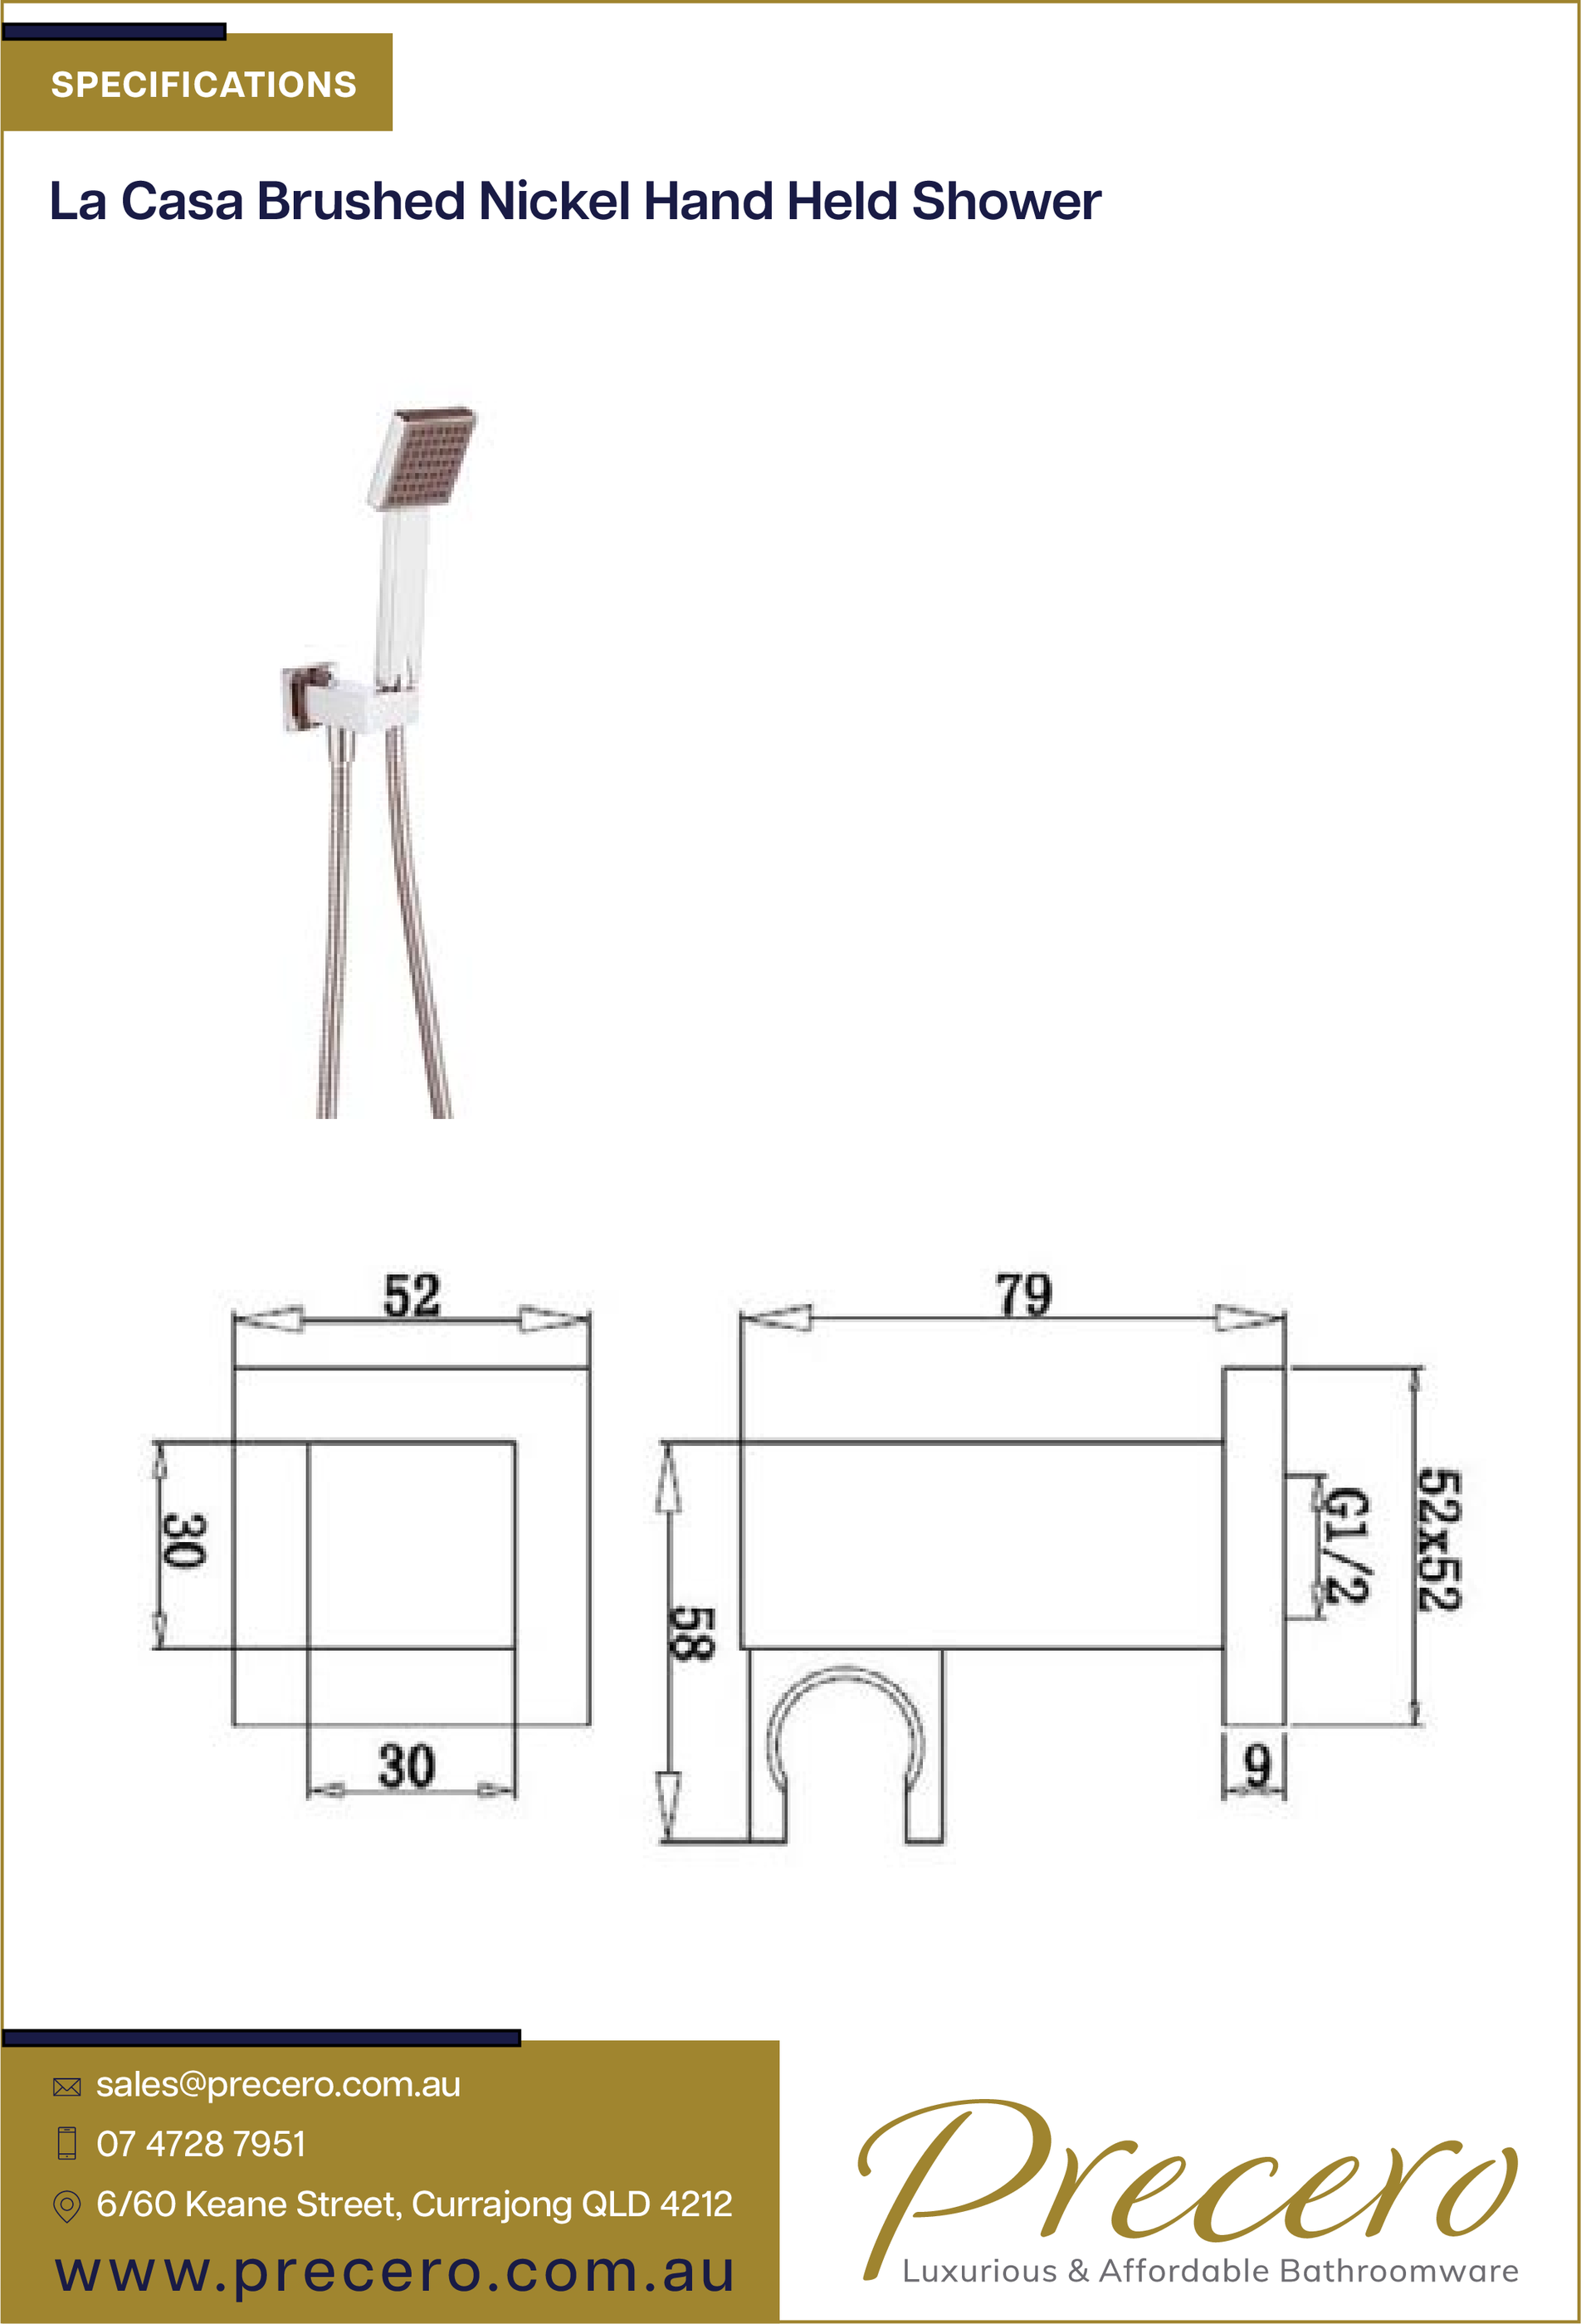 SPECIFICATIONS
La Casa Brushed Nickel Hand Held Shower
52
79
30
58
G1/2
52x52
30
9
sales@precero.com.au
07 4728 7951
6/60 Keane Street, Currajong QLD 4212
www.precero.com.au
Precero
Luxurious & Affordable Bathroomware